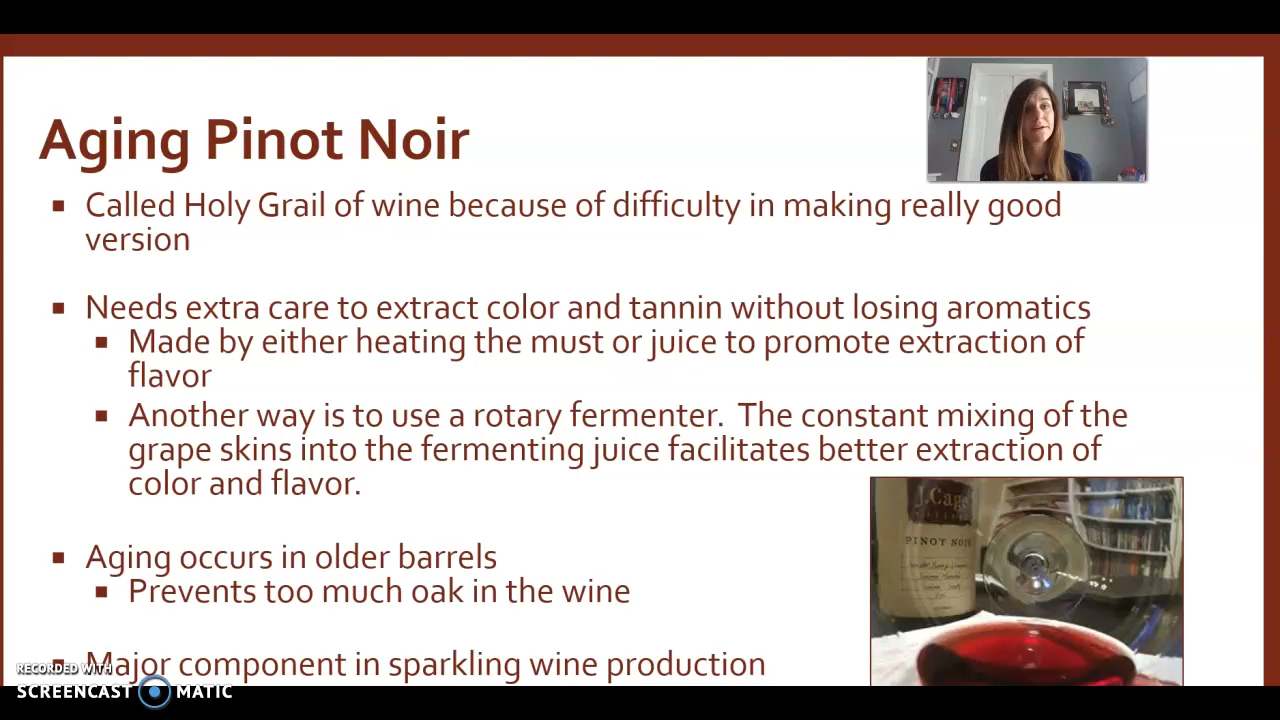 Aging Pinot Noir
▪ Called Holy Grail of wine because of difficulty in making really good
version
▪ Needs extra care to extract color and tannin without losing aromatics
▪ Made by either heating the must or juice to promote extraction of
flavor
▪ Another way is to use a rotary fermenter. The constant mixing of the
grape skins into the fermenting juice facilitates better extraction of
color and flavor.
▪ Aging occurs in older barrels
▪ Prevents too much oak in the wine
▪ Major component in sparkling wine production
J.Cage
PINOT NOIR
RECORDED WITH
SCREENCAST MATIC